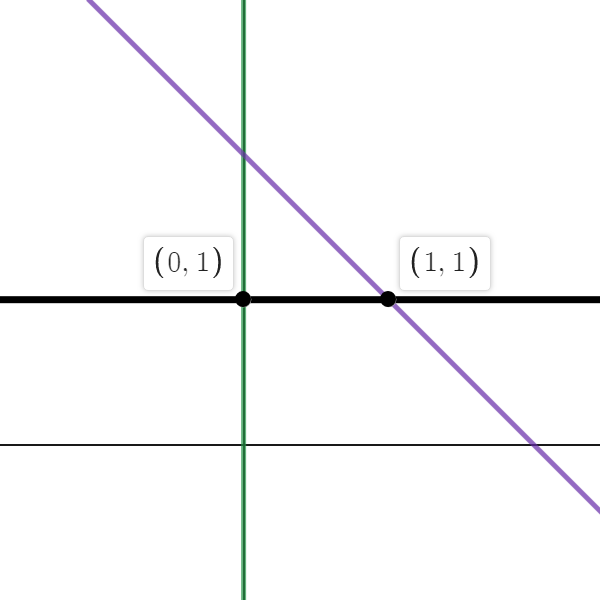 (0, 1)
(1, 1)